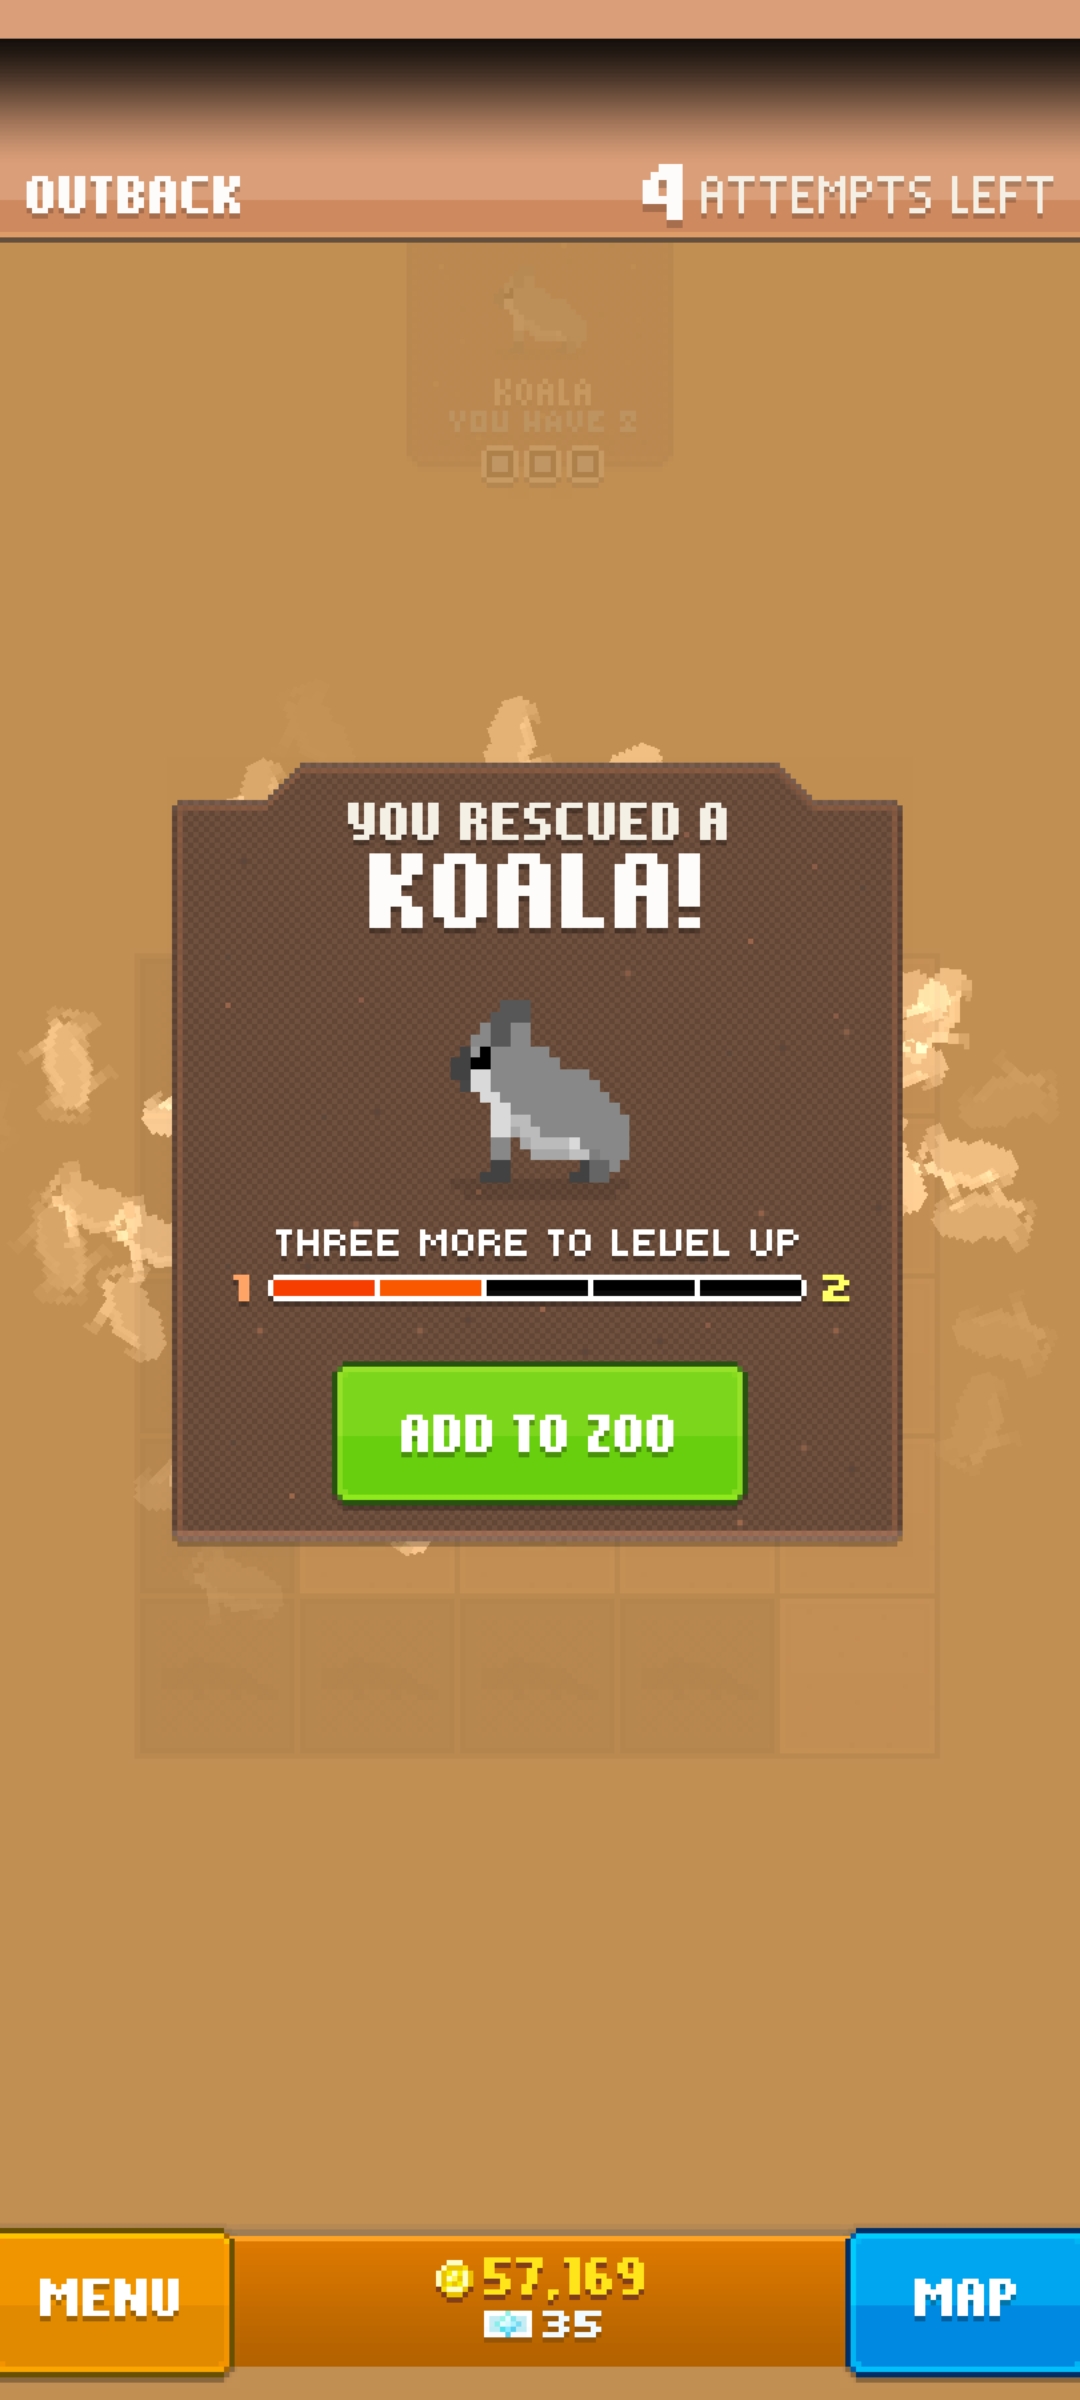 OUTBACK
4 ATTEMPTS LEFT
KOALA
YOU HAVE 2
YOU RESCUED A
KOALA!
THREE MORE TO LEVEL UP
1 2
ADD TO ZOO
MENU
57,169
35
MAP